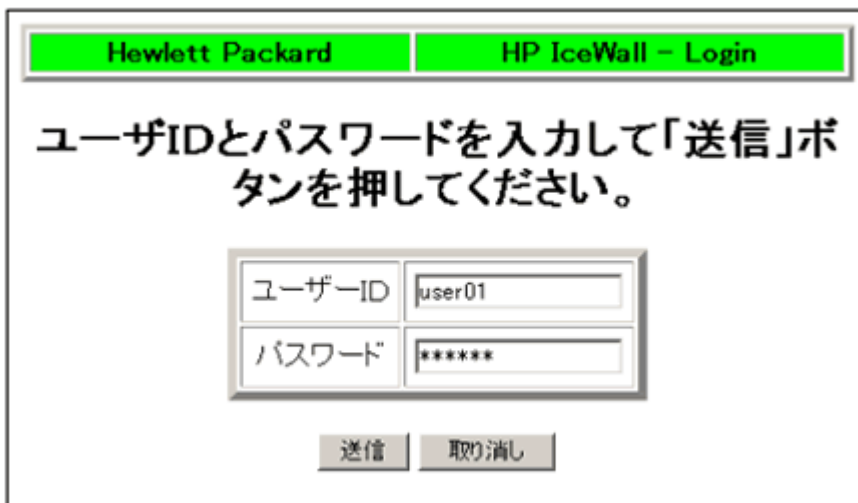 Hewlett Packard HP IceWall - Login
ユーザIDとパスワードを入力して「送信」ボ
タンを押してください。
ユーザーID user01
パスワード ******
送信 取り消し